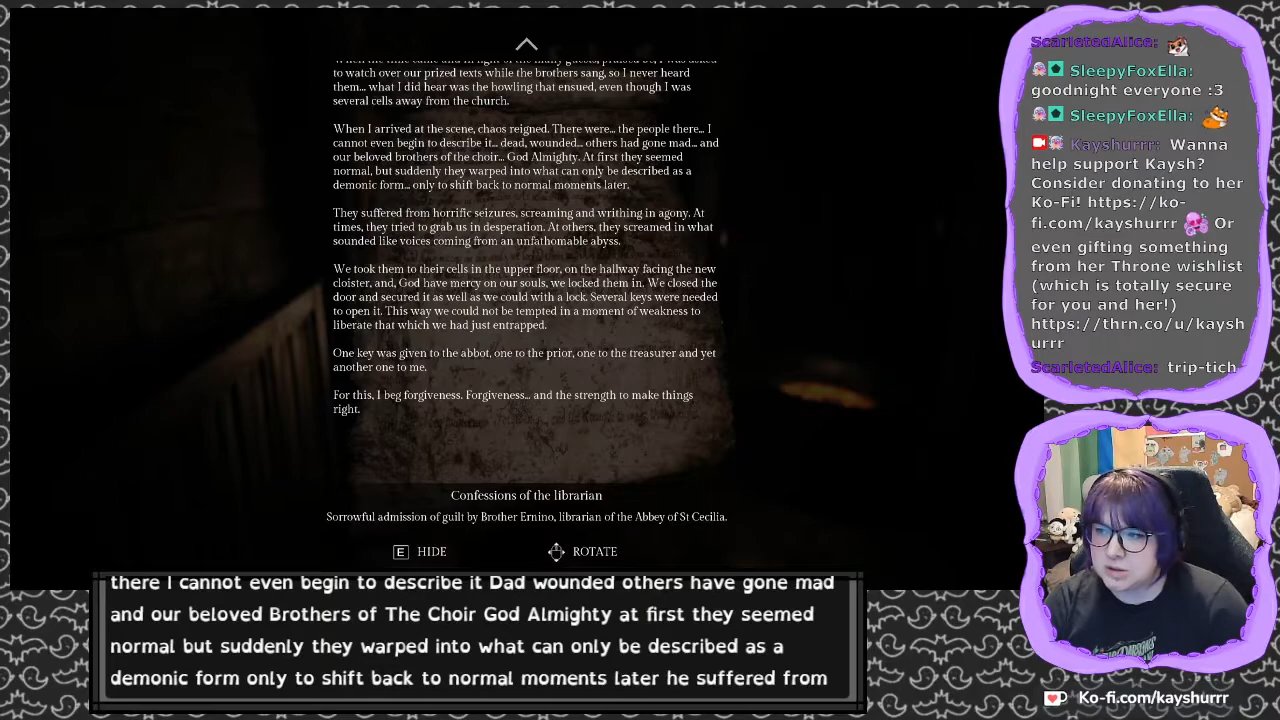 When the time came and in light of the many guests, praised be, I was asked
to watch over our prized texts while the brothers sang, so I never heard
them... what I did hear was the howling that ensued, even though I was
several cells away from the church.
When I arrived at the scene, chaos reigned. There were... the people there... I
cannot even begin to describe it... dead, wounded... others had gone mad... and
our beloved brothers of the choir... God Almighty. At first they seemed
normal, but suddenly they warped into what can only be described as a
demonic form... only to shift back to normal moments later.
They suffered from horrific seizures, screaming and writhing in agony. At
times, they tried to grab us in desperation. At others, they screamed in what
sounded like voices coming from an unfathomable abyss.
We took them to their cells in the upper floor, on the hallway facing the new
cloister, and, God have mercy on our souls, we locked them in. We closed the
door and secured it as well as we could with a lock. Several keys were needed
to open it. This way we could not be tempted in a moment of weakness to
liberate that which we had just entrapped.
One key was given to the abbot, one to the prior, one to the treasurer and yet
another one to me.
For this, I beg forgiveness. Forgiveness... and the strength to make things
right.
Confessions of the librarian
Sorrowful admission of guilt by Brother Ernino, librarian of the Abbey of St Cecilia.
E HIDE
ROTATE
there I cannot even begin to describe it Dad wounded others have gone mad
and our beloved Brothers of The Choir God Almighty at first they seemed
normal but suddenly they warped into what can only be described as a
demonic form only to shift back to normal moments later he suffered from
ScarletedAlice:
SleepyFoxElla:
goodnight everyone :3
SleepyFoxElla:
Kayshurrr: Wanna
help support Kaysh?
Consider donating to her
Ko-Fi! https://ko-
fi.com/kayshurrr Or
even gifting something
from her Throne wishlist
(which is totally secure
for you and her!)
https://thrn.co/u/kaysh
urrr
ScarletedAlice: trip-tich
Ko-fi.com/kayshurrr